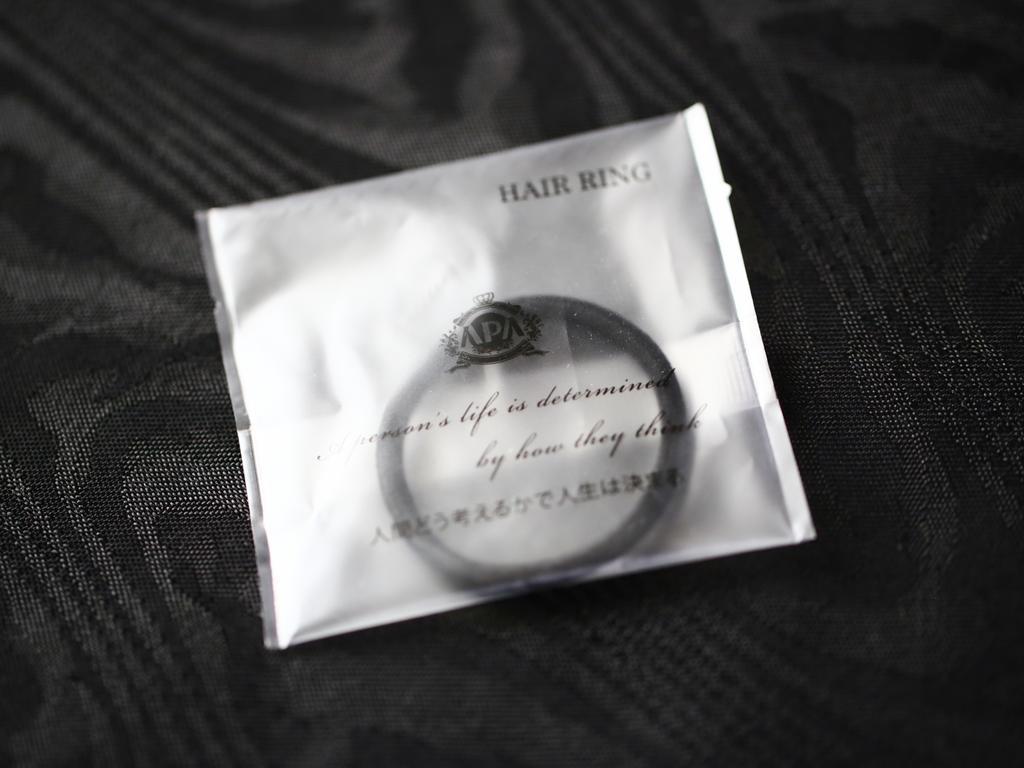 HAIR RING
APA
A person's life is determined
by how they think
人間どう考えるかで人生は決まる